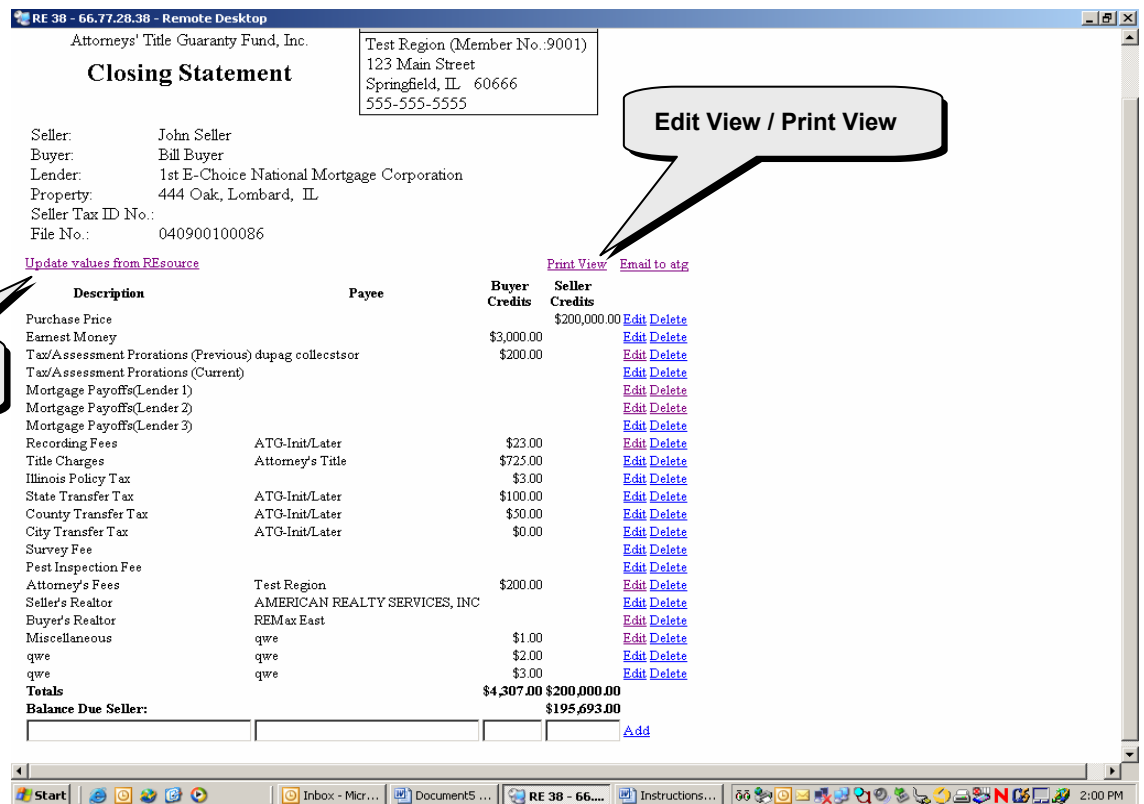 RE 38 - 66.77.28.38 - Remote Desktop
Attorneys' Title Guaranty Fund, Inc.
Closing Statement
Test Region (Member No.:9001)
123 Main Street
Springfield, IL 60666
555-555-5555
Edit View / Print View
Seller: John Seller
Buyer: Bill Buyer
Lender: 1st E-Choice National Mortgage Corporation
Property: 444 Oak, Lombard, IL
Seller Tax ID No.:
File No.: 040900100086
Update values from REsource Print View Email to atg
Description Payee Buyer Credits Seller Credits
Purchase Price $200,000.00 Edit Delete
Earnest Money $3,000.00 Edit Delete
Tax/Assessment Prorations (Previous) dupag collecstsor $200.00 Edit Delete
Tax/Assessment Prorations (Current) Edit Delete
Mortgage Payoffs(Lender 1) Edit Delete
Mortgage Payoffs(Lender 2) Edit Delete
Mortgage Payoffs(Lender 3) Edit Delete
Recording Fees ATG-Init/Later $23.00 Edit Delete
Title Charges Attorney's Title $725.00 Edit Delete
Illinois Policy Tax $3.00 Edit Delete
State Transfer Tax ATG-Init/Later $100.00 Edit Delete
County Transfer Tax ATG-Init/Later $50.00 Edit Delete
City Transfer Tax ATG-Init/Later $0.00 Edit Delete
Survey Fee Edit Delete
Pest Inspection Fee Edit Delete
Attorney's Fees Test Region $200.00 Edit Delete
Seller's Realtor AMERICAN REALTY SERVICES, INC Edit Delete
Buyer's Realtor REMax East Edit Delete
Miscellaneous qwe $1.00 Edit Delete
qwe qwe $2.00 Edit Delete
qwe qwe $3.00 Edit Delete
Totals $4,307.00 $200,000.00
Balance Due Seller: $195,693.00
Add
Start Inbox - Micr... Document5 ... RE 38 - 66.... Instructions... 2:00 PM